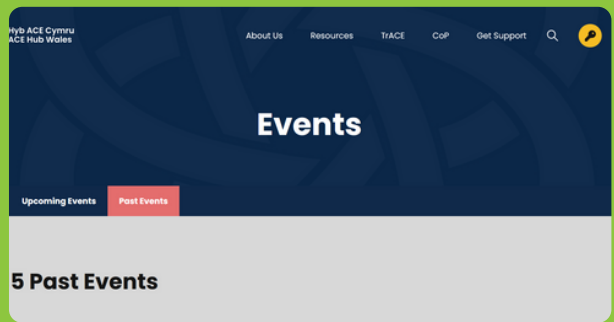 Hyb ACE Cymru
ACE Hub Wales
About Us Resources TrACE CoP Get Support
Events
Upcoming Events Past Events
5 Past Events